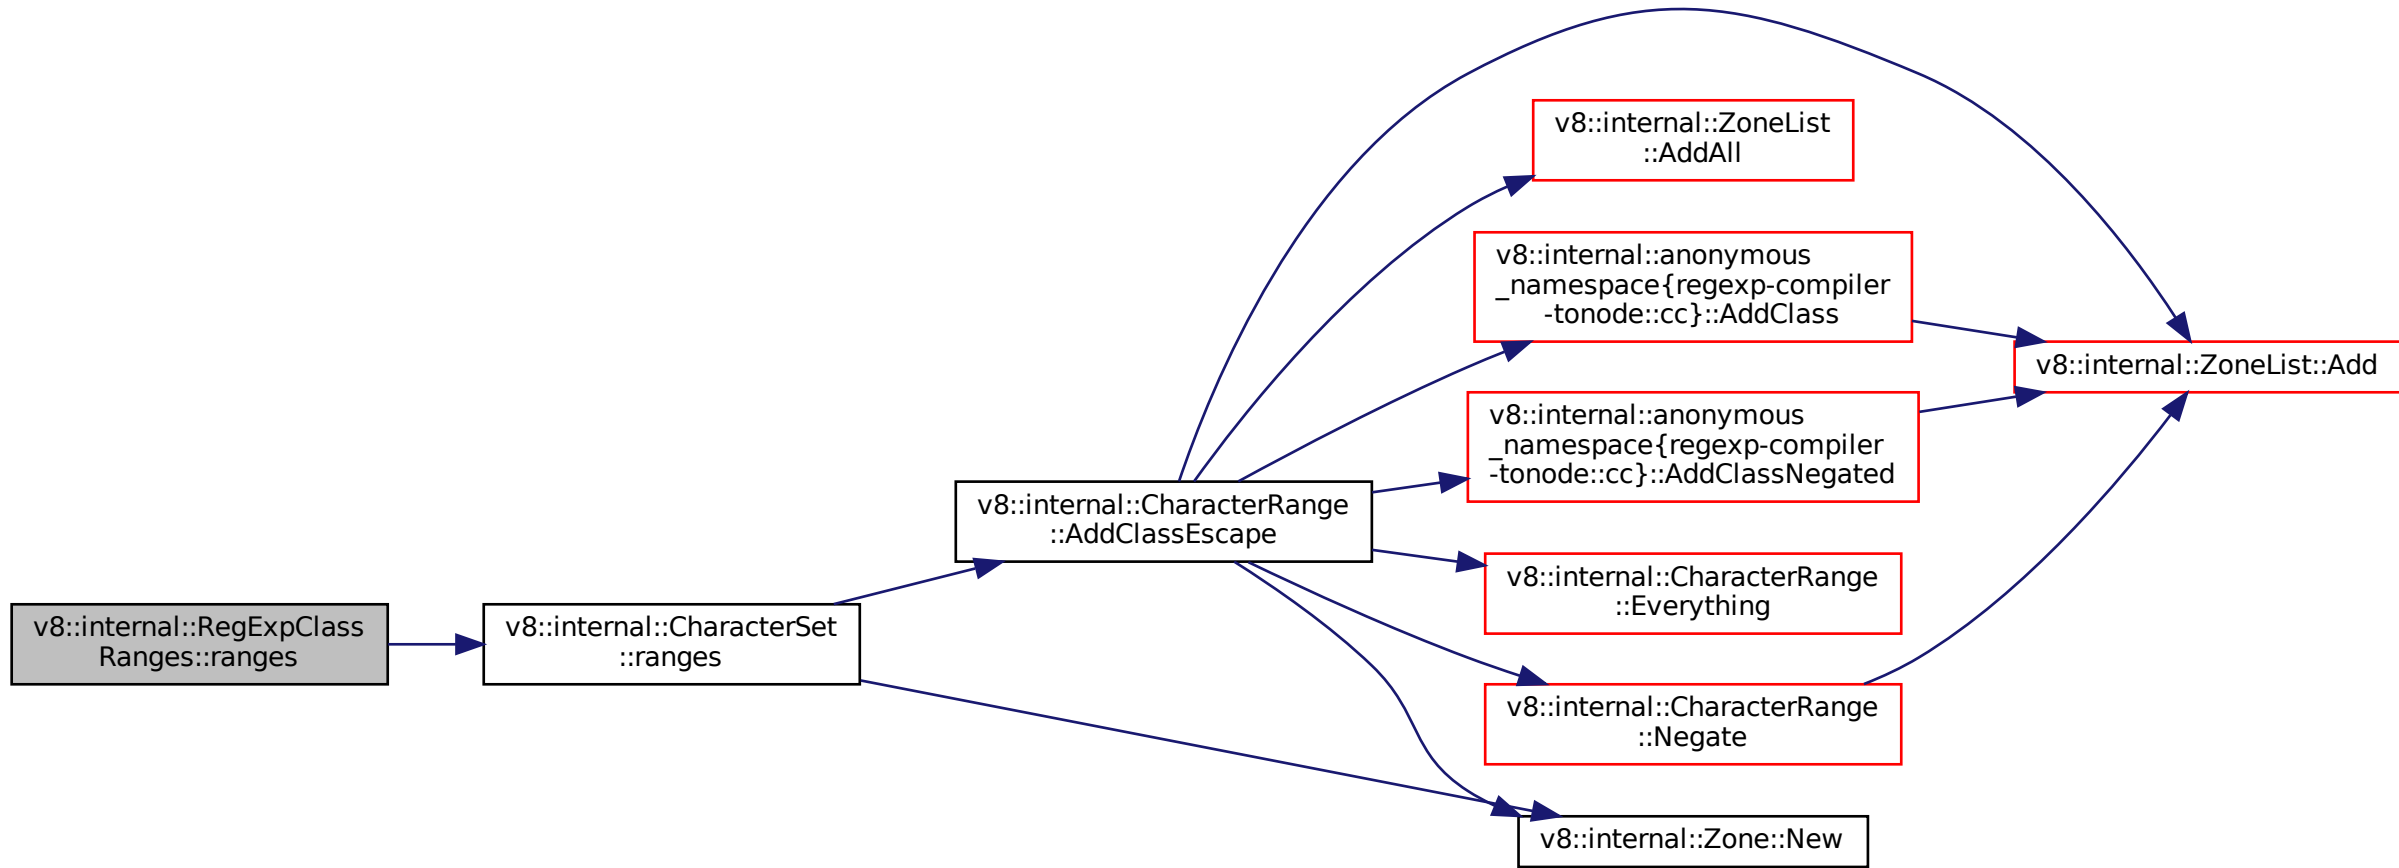 v8::internal::RegExpClass
Ranges::ranges
v8::internal::CharacterSet
::ranges
v8::internal::CharacterRange
::AddClassEscape
v8::internal::ZoneList
::AddAll
v8::internal::anonymous
_namespace{regexp-compiler
-tonode::cc}::AddClass
v8::internal::anonymous
_namespace{regexp-compiler
-tonode::cc}::AddClassNegated
v8::internal::CharacterRange
::Everything
v8::internal::CharacterRange
::Negate
v8::internal::Zone::New
v8::internal::ZoneList::Add